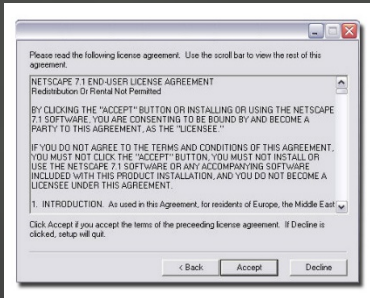 Please read the following license agreement. Use the scroll bar to view the rest of this
agreement.
NETSCAPE 7.1 END-USER LICENSE AGREEMENT
Redistribution Or Rental Not Permitted
BY CLICKING THE "ACCEPT" BUTTON OR INSTALLING OR USING THE NETSCAPE
7.1 SOFTWARE, YOU ARE CONSENTING TO BE BOUND BY AND BECOME A
PARTY TO THIS AGREEMENT, AS THE "LICENSEE."
IF YOU DO NOT AGREE TO THE TERMS AND CONDITIONS OF THIS AGREEMENT,
YOU MUST NOT CLICK THE "ACCEPT" BUTTON, YOU MUST NOT INSTALL OR
USE THE NETSCAPE 7.1 SOFTWARE OR ANY ACCOMPANYING SOFTWARE
INCLUDED WITH THIS PRODUCT INSTALLATION, AND YOU DO NOT BECOME A
LICENSEE UNDER THIS AGREEMENT.
1. INTRODUCTION. As used in this Agreement, for residents of Europe, the Middle East
Click Accept if you accept the terms of the preceeding license agreement. If Decline is
clicked, setup will quit.
< Back Accept Decline